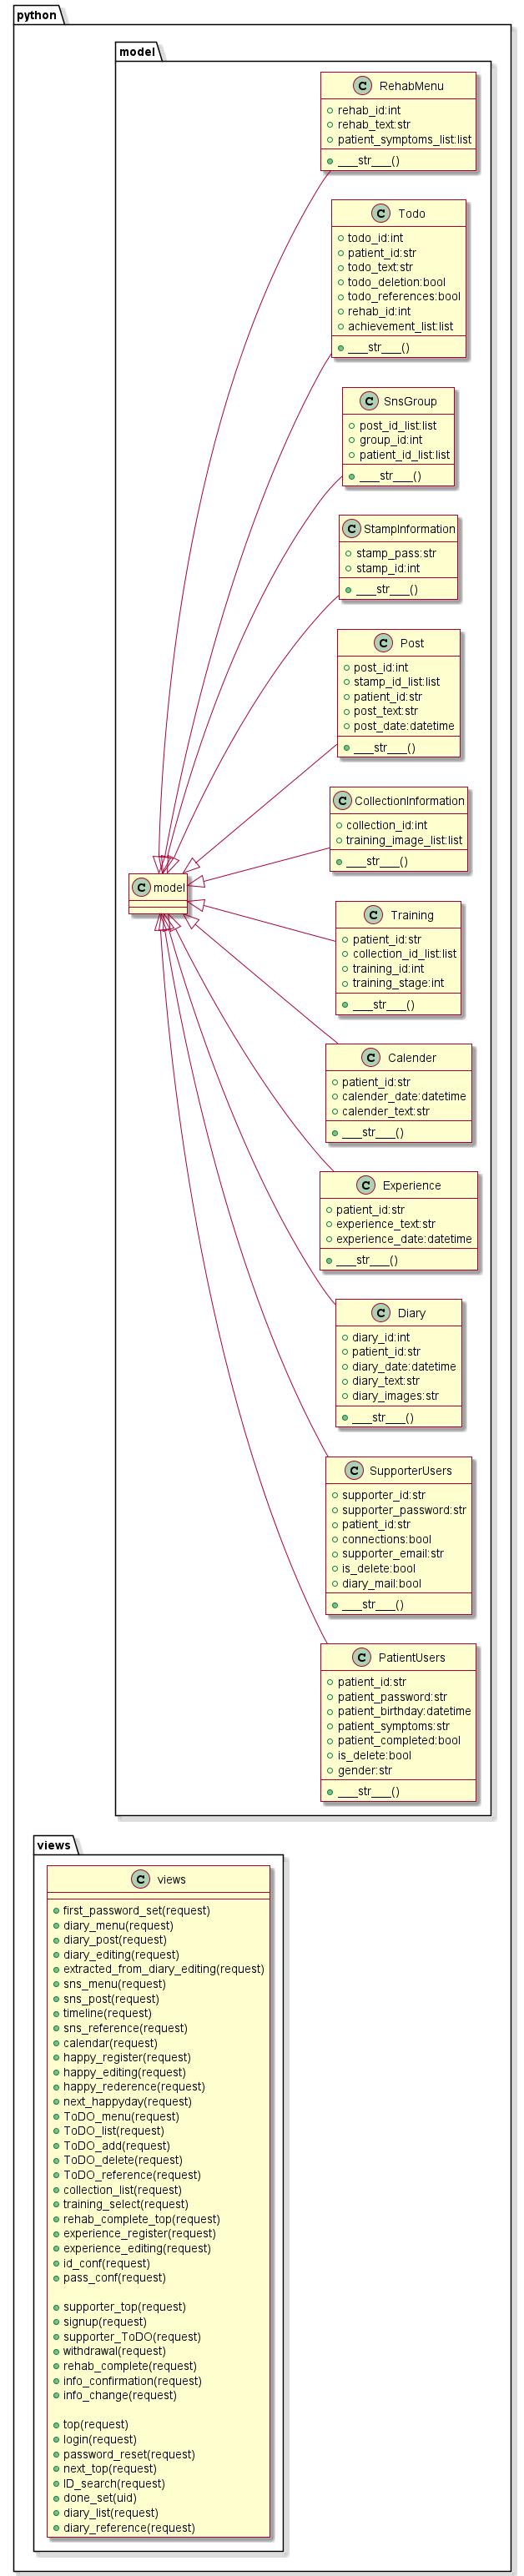 python
model
C RehabMenu
rehab_id:int
rehab_text:str
patient_symptoms_list:list
___str___()
C Todo
todo_id:int
patient_id:str
todo_text:str
todo_deletion:bool
todo_references:bool
rehab_id:int
achievement_list:list
___str___()
C SnsGroup
post_id_list:list
group_id:int
patient_id_list:list
___str___()
C StampInformation
stamp_pass:str
stamp_id:int
___str___()
C Post
post_id:int
stamp_id_list:list
patient_id:str
post_text:str
post_date:datetime
___str___()
C CollectionInformation
collection_id:int
training_image_list:list
___str___()
C model
C Training
patient_id:str
collection_id_list:list
training_id:int
training_stage:int
___str___()
C Calender
patient_id:str
calender_date:datetime
calender_text:str
___str___()
C Experience
patient_id:str
experience_text:str
experience_date:datetime
___str___()
C Diary
diary_id:int
patient_id:str
diary_date:datetime
diary_text:str
diary_images:str
___str___()
C SupporterUsers
supporter_id:str
supporter_password:str
patient_id:str
connections:bool
supporter_email:str
is_delete:bool
diary_mail:bool
___str___()
C PatientUsers
patient_id:str
patient_password:str
patient_birthday:datetime
patient_symptoms:str
patient_completed:bool
is_delete:bool
gender:str
___str___()
views
C views
first_password_set(request)
diary_menu(request)
diary_post(request)
diary_editing(request)
extracted_from_diary_editing(request)
sns_menu(request)
sns_post(request)
timeline(request)
sns_reference(request)
calendar(request)
happy_register(request)
happy_editing(request)
happy_rederence(request)
next_happyday(request)
ToDO_menu(request)
ToDO_list(request)
ToDO_add(request)
ToDO_delete(request)
ToDO_reference(request)
collection_list(request)
training_select(request)
rehab_complete_top(request)
experience_register(request)
experience_editing(request)
id_conf(request)
pass_conf(request)
supporter_top(request)
signup(request)
supporter_ToDO(request)
withdrawal(request)
rehab_complete(request)
info_confirmation(request)
info_change(request)
top(request)
login(request)
password_reset(request)
next_top(request)
ID_search(request)
done_set(uid)
diary_list(request)
diary_reference(request)